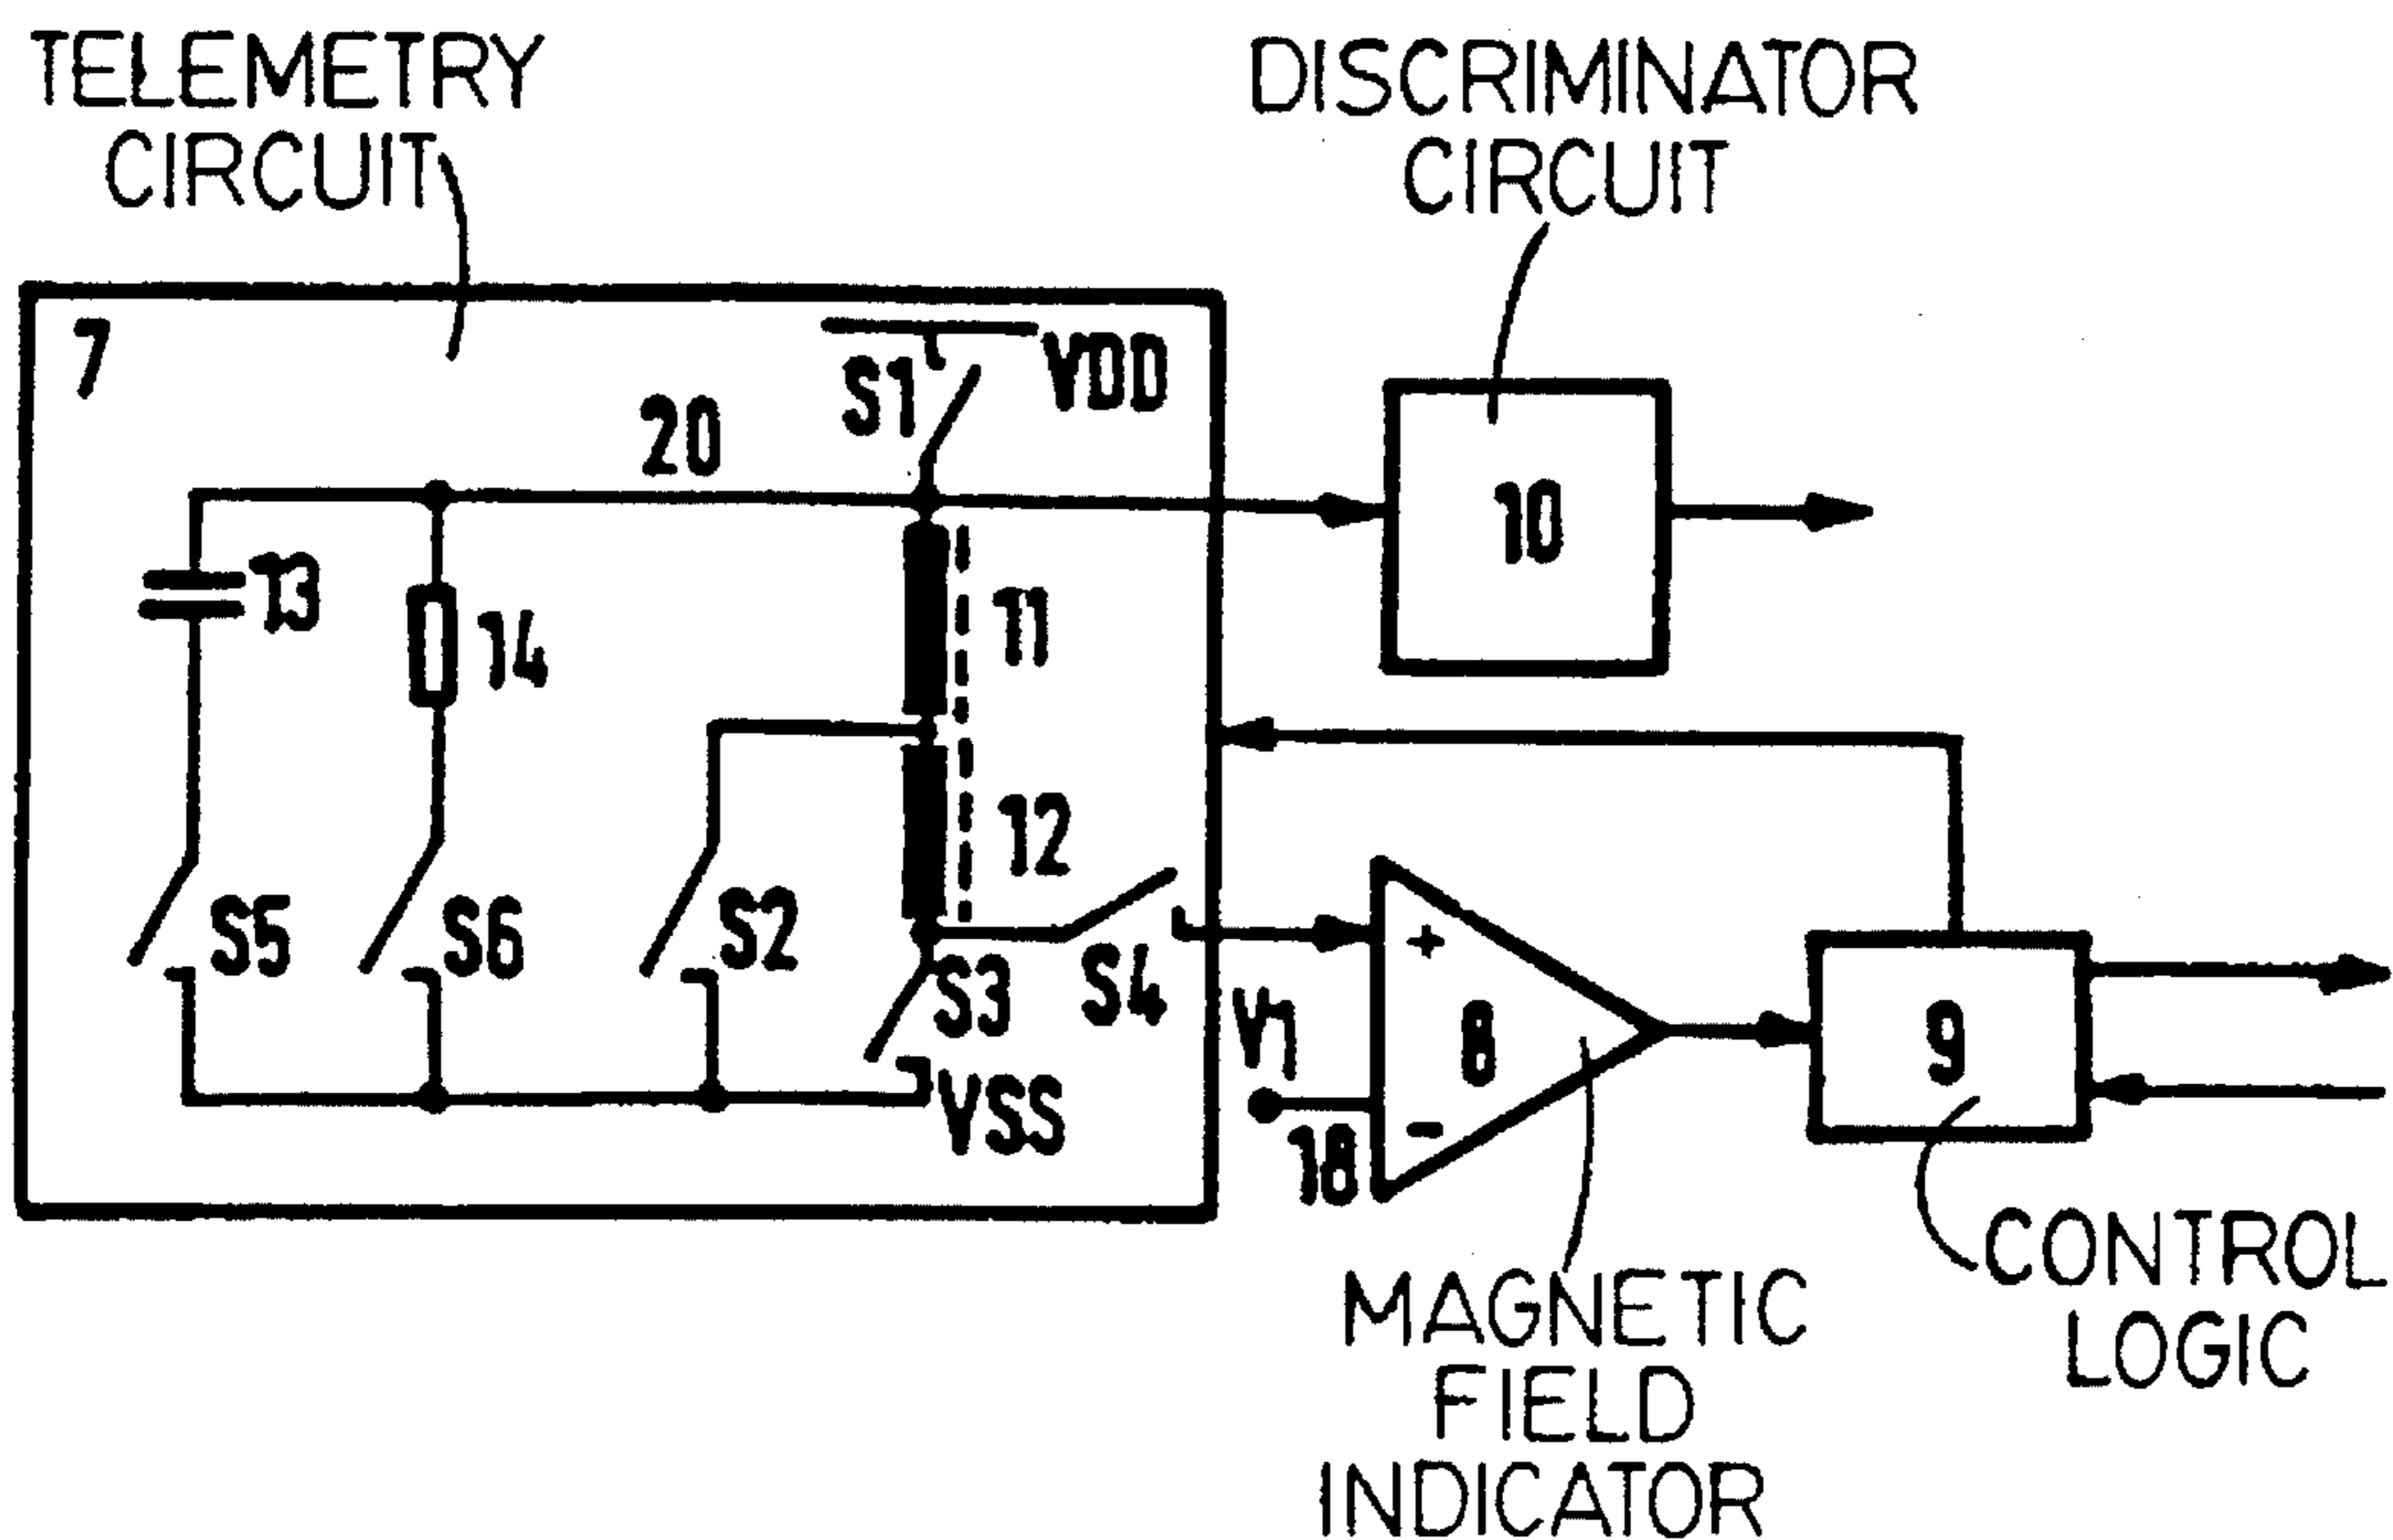 TELEMETRY
CIRCUIT
DISCRIMINATOR
CIRCUIT
7
S1
VDD
20
10
13
14
11
12
S5
S6
S2
S3
S4
V1
8
9
VSS
18
+
-
MAGNETIC
FIELD
INDICATOR
CONTROL
LOGIC